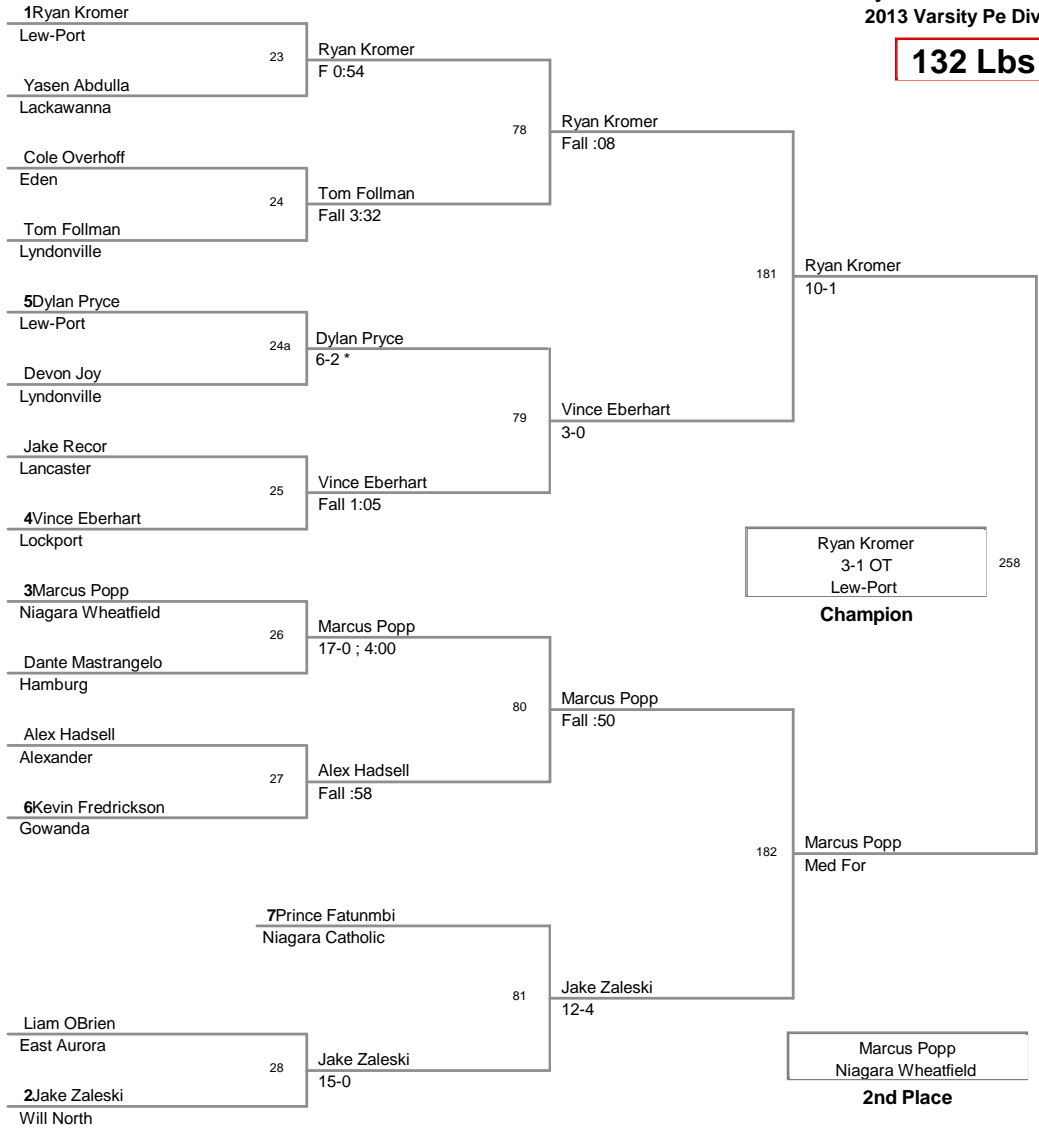 2013 Varsity Pe Div
132 Lbs
1Ryan Kromer
Lew-Port
23
Yasen Abdulla
Lackawanna
Ryan Kromer
F 0:54
Cole Overhoff
Eden
24
Tom Follman
Lyndonville
Tom Follman
Fall 3:32
78
Ryan Kromer
Fall :08
5Dylan Pryce
Lew-Port
24a
Devon Joy
Lyndonville
Dylan Pryce
6-2 *
Jake Recor
Lancaster
25
4Vince Eberhart
Lockport
Vince Eberhart
Fall 1:05
79
Vince Eberhart
3-0
181
Ryan Kromer
10-1
Ryan Kromer
3-1 OT
Lew-Port
258
Champion
3Marcus Popp
Niagara Wheatfield
26
Dante Mastrangelo
Hamburg
Marcus Popp
17-0 ; 4:00
Alex Hadsell
Alexander
27
6Kevin Fredrickson
Gowanda
Alex Hadsell
Fall :58
80
Marcus Popp
Fall :50
182
Marcus Popp
Med For
7Prince Fatunmbi
Niagara Catholic
81
Jake Zaleski
12-4
Liam OBrien
East Aurora
28
2Jake Zaleski
Will North
Jake Zaleski
15-0
Marcus Popp
Niagara Wheatfield
2nd Place